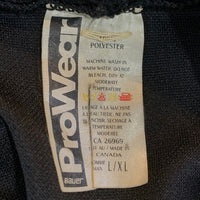 ProWear
BAUER
POLYESTER
MACHINE WASH IN
WARM WATER. DO NOT
BLEACH. DRY AT
MODERATE
TEMPERATURE
LAVAGE A LA MACHINE
A L'EAU TIEDE. NE PAS
JAVELLISER. SECHAGE A
TEMPERATURE
MODEREE
CA 26969
MADE IN
CANADA
L/XL